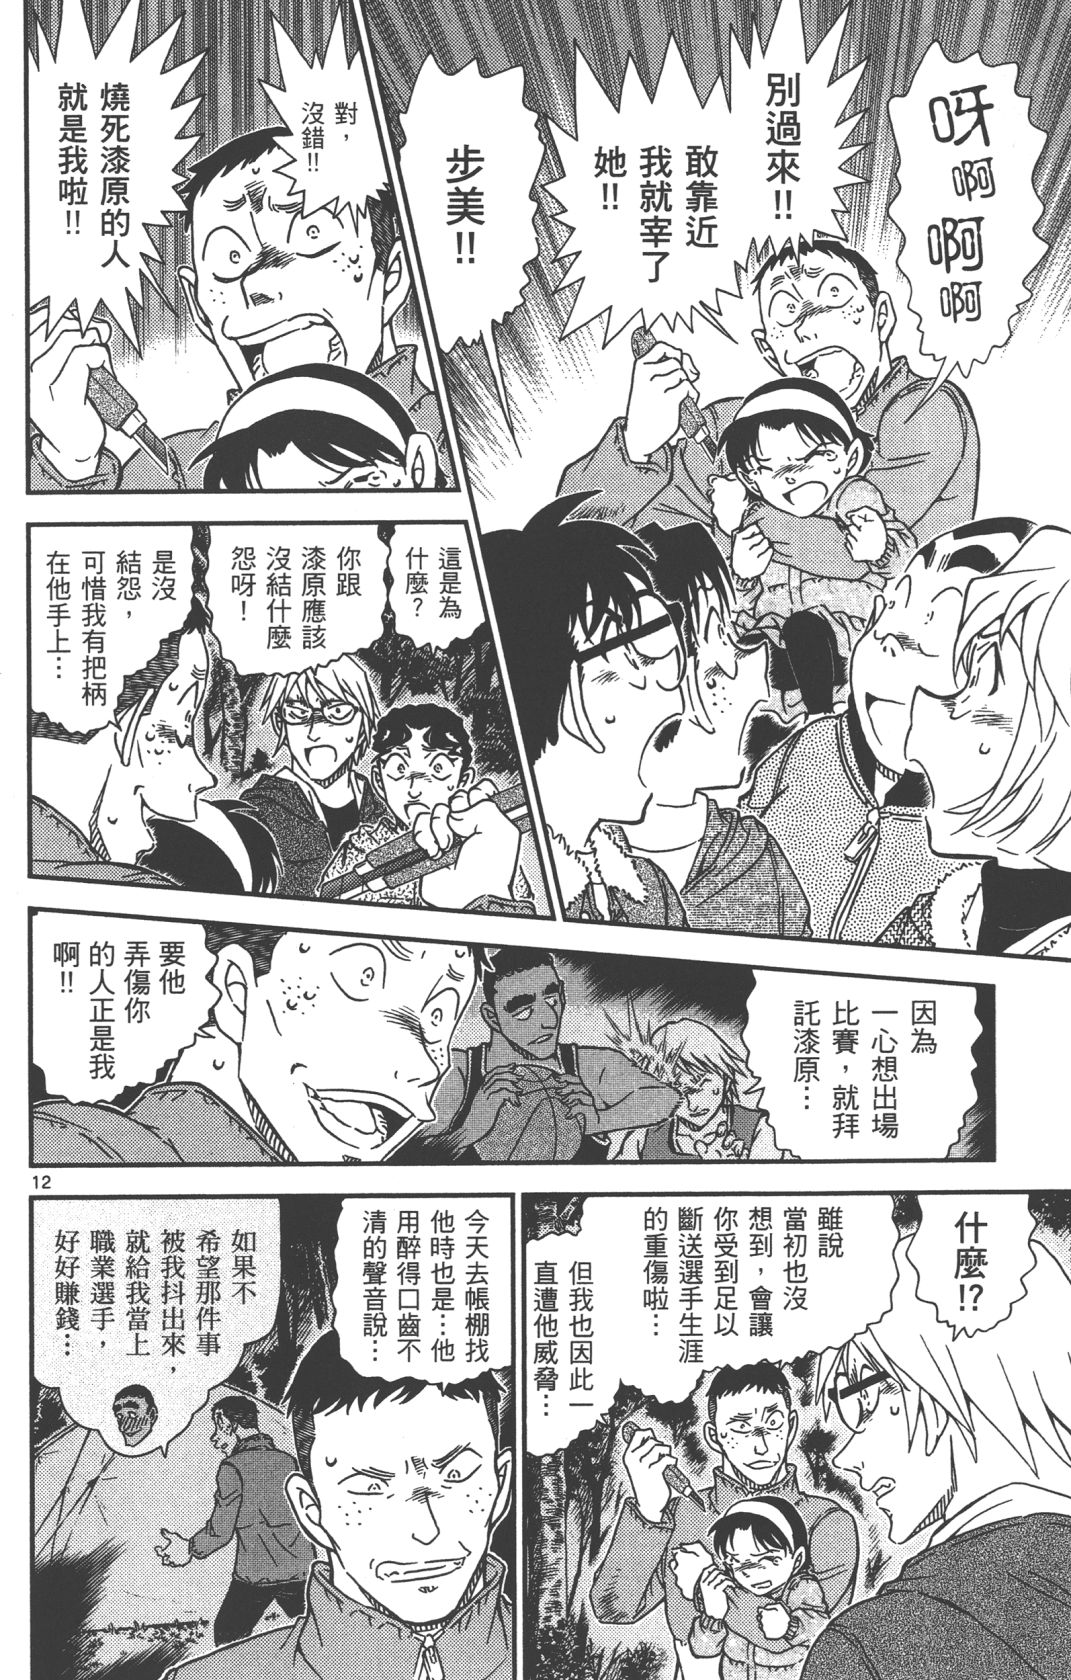 呀
啊
啊
啊
別過來!!
敢靠近
我就宰了
她!!
步美!!
對,
沒錯!!
燒死漆原的人
就是我啦!!
這是為
什麼?
你跟
漆原應該
沒結什麼
怨呀!
是沒
結怨,
可惜我有把柄
在他手上…
因為
一心想出場
比賽,就拜
託漆原…
要他
弄傷你
的人正是我
啊!!
什麼!?
雖說
當初也沒
想到,會讓
你受到足以
斷送選手生涯
的重傷啦…
但我也因此一
直遭他威脅…
今天去帳棚找
他時也是…他
用醉得口齒不
清的聲音說…
如果不
希望那件事
被我抖出來,
就給我當上
職業選手,
好好賺錢…
12